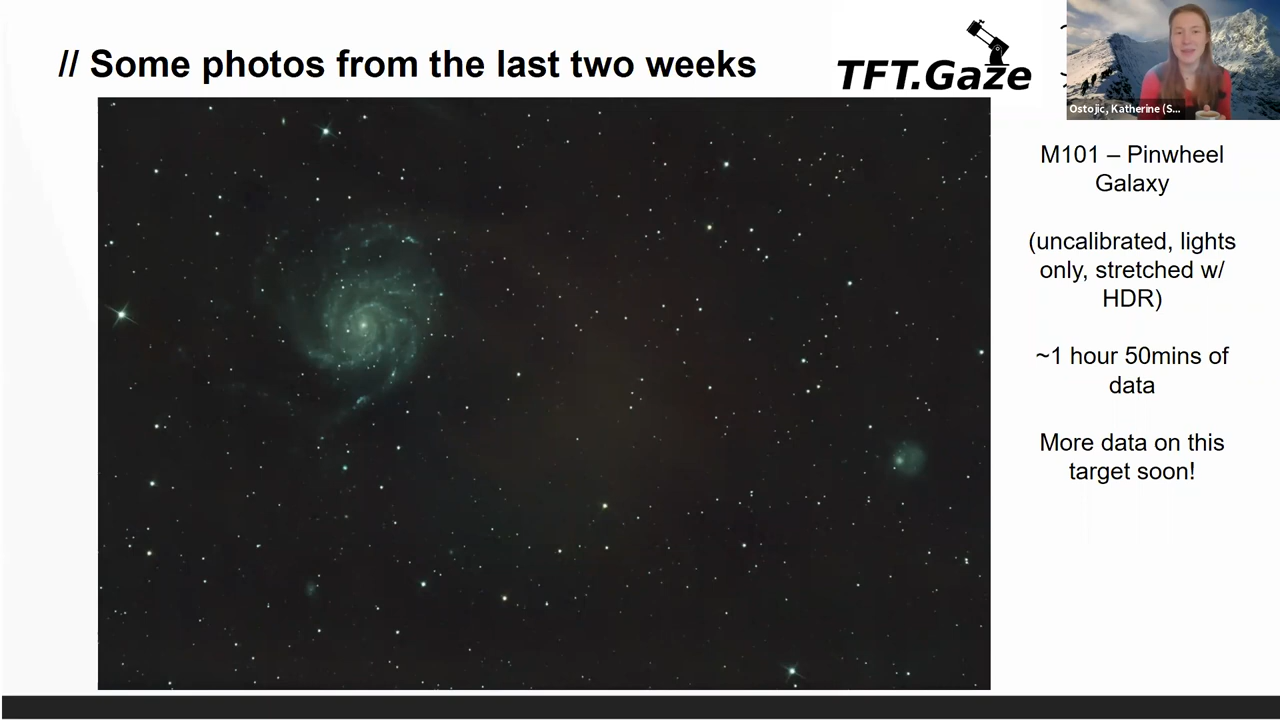 // Some photos from the last two weeks
TFT.Gaze
Ostojic, Katherine (S...
M101 – Pinwheel
Galaxy
(uncalibrated, lights
only, stretched w/
HDR)
~1 hour 50mins of
data
More data on this
target soon!